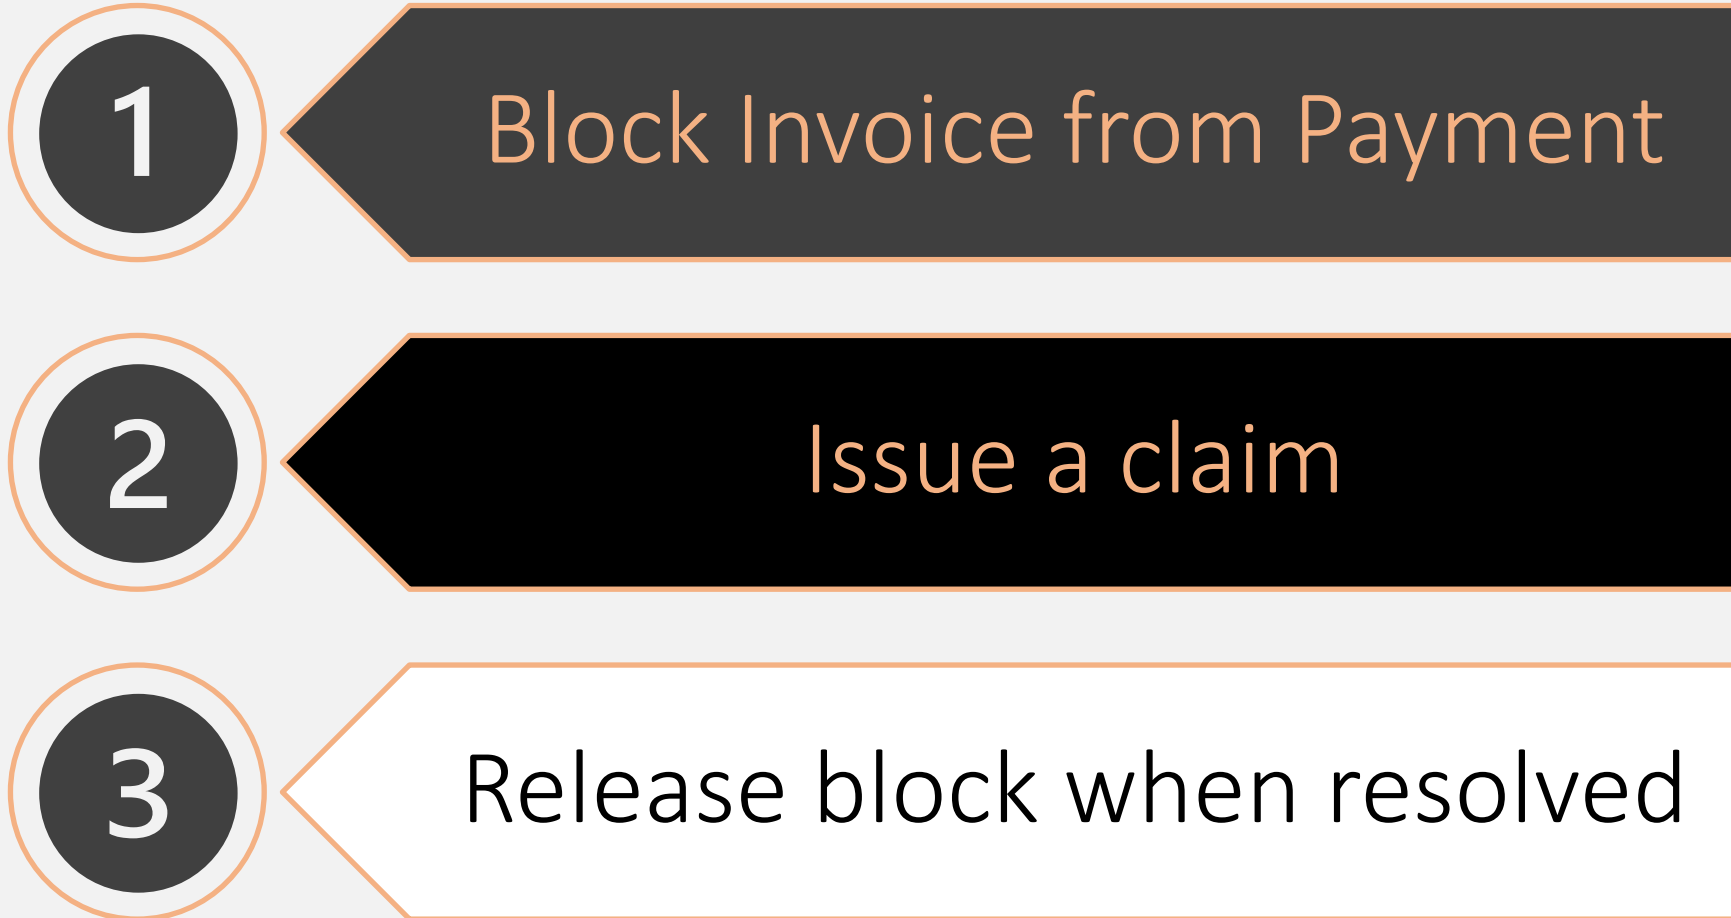 1
Block Invoice from Payment
2
Issue a claim
3
Release block when resolved